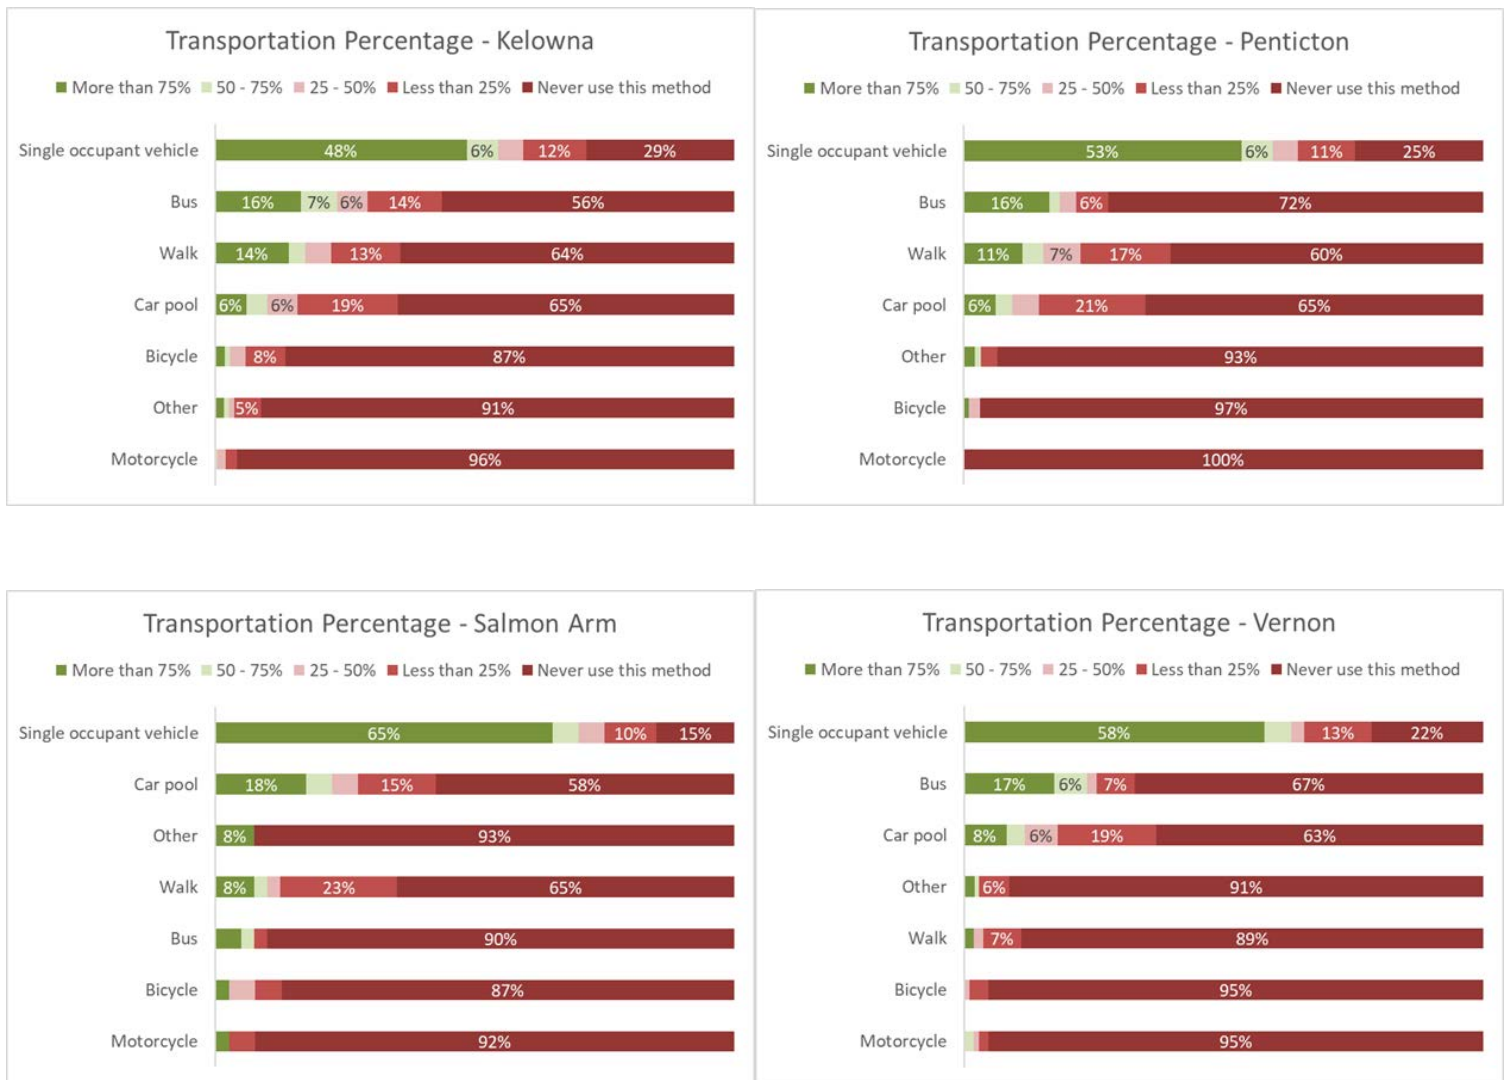 Transportation Percentage - Kelowna
More than 75% 50 - 75% 25 - 50% Less than 25% Never use this method
Single occupant vehicle 48% 6% 12% 29%
Bus 16% 7% 6% 14% 56%
Walk 14% 13% 64%
Car pool 6% 6% 19% 65%
Bicycle 8% 87%
Other 5% 91%
Motorcycle 96%
Transportation Percentage - Penticton
More than 75% 50 - 75% 25 - 50% Less than 25% Never use this method
Single occupant vehicle 53% 6% 11% 25%
Bus 16% 6% 72%
Walk 11% 7% 17% 60%
Car pool 6% 21% 65%
Other 93%
Bicycle 97%
Motorcycle 100%
Transportation Percentage - Salmon Arm
More than 75% 50 - 75% 25 - 50% Less than 25% Never use this method
Single occupant vehicle 65% 10% 15%
Car pool 18% 15% 58%
Other 8% 93%
Walk 8% 23% 65%
Bus 90%
Bicycle 87%
Motorcycle 92%
Transportation Percentage - Vernon
More than 75% 50 - 75% 25 - 50% Less than 25% Never use this method
Single occupant vehicle 58% 13% 22%
Bus 17% 6% 7% 67%
Car pool 8% 6% 19% 63%
Other 6% 91%
Walk 7% 89%
Bicycle 95%
Motorcycle 95%